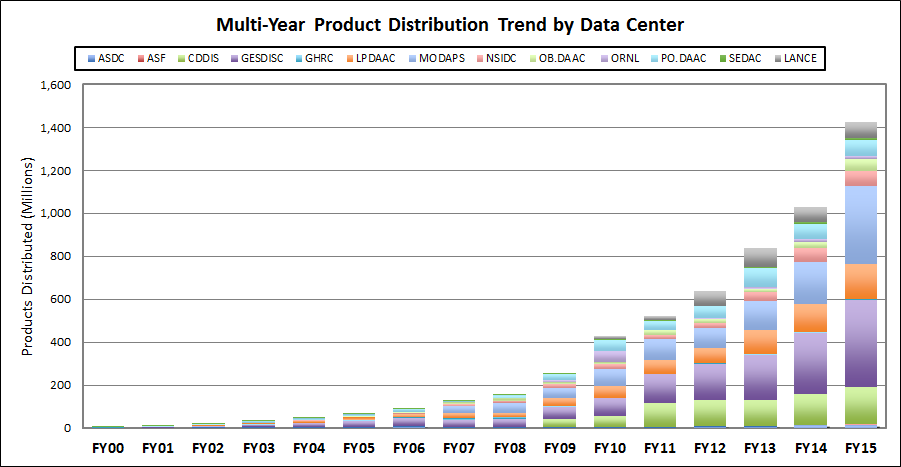 Multi-Year Product Distribution Trend by Data Center
ASDC ASF CDDIS GESDISC GHRC LPDAAC MODAPS NSIDC OB.DAAC ORNL PO.DAAC SEDAC LANCE
Products Distributed (Millions)
1,600
1,400
1,200
1,000
800
600
400
200
0
FY00 FY01 FY02 FY03 FY04 FY05 FY06 FY07 FY08 FY09 FY10 FY11 FY12 FY13 FY14 FY15